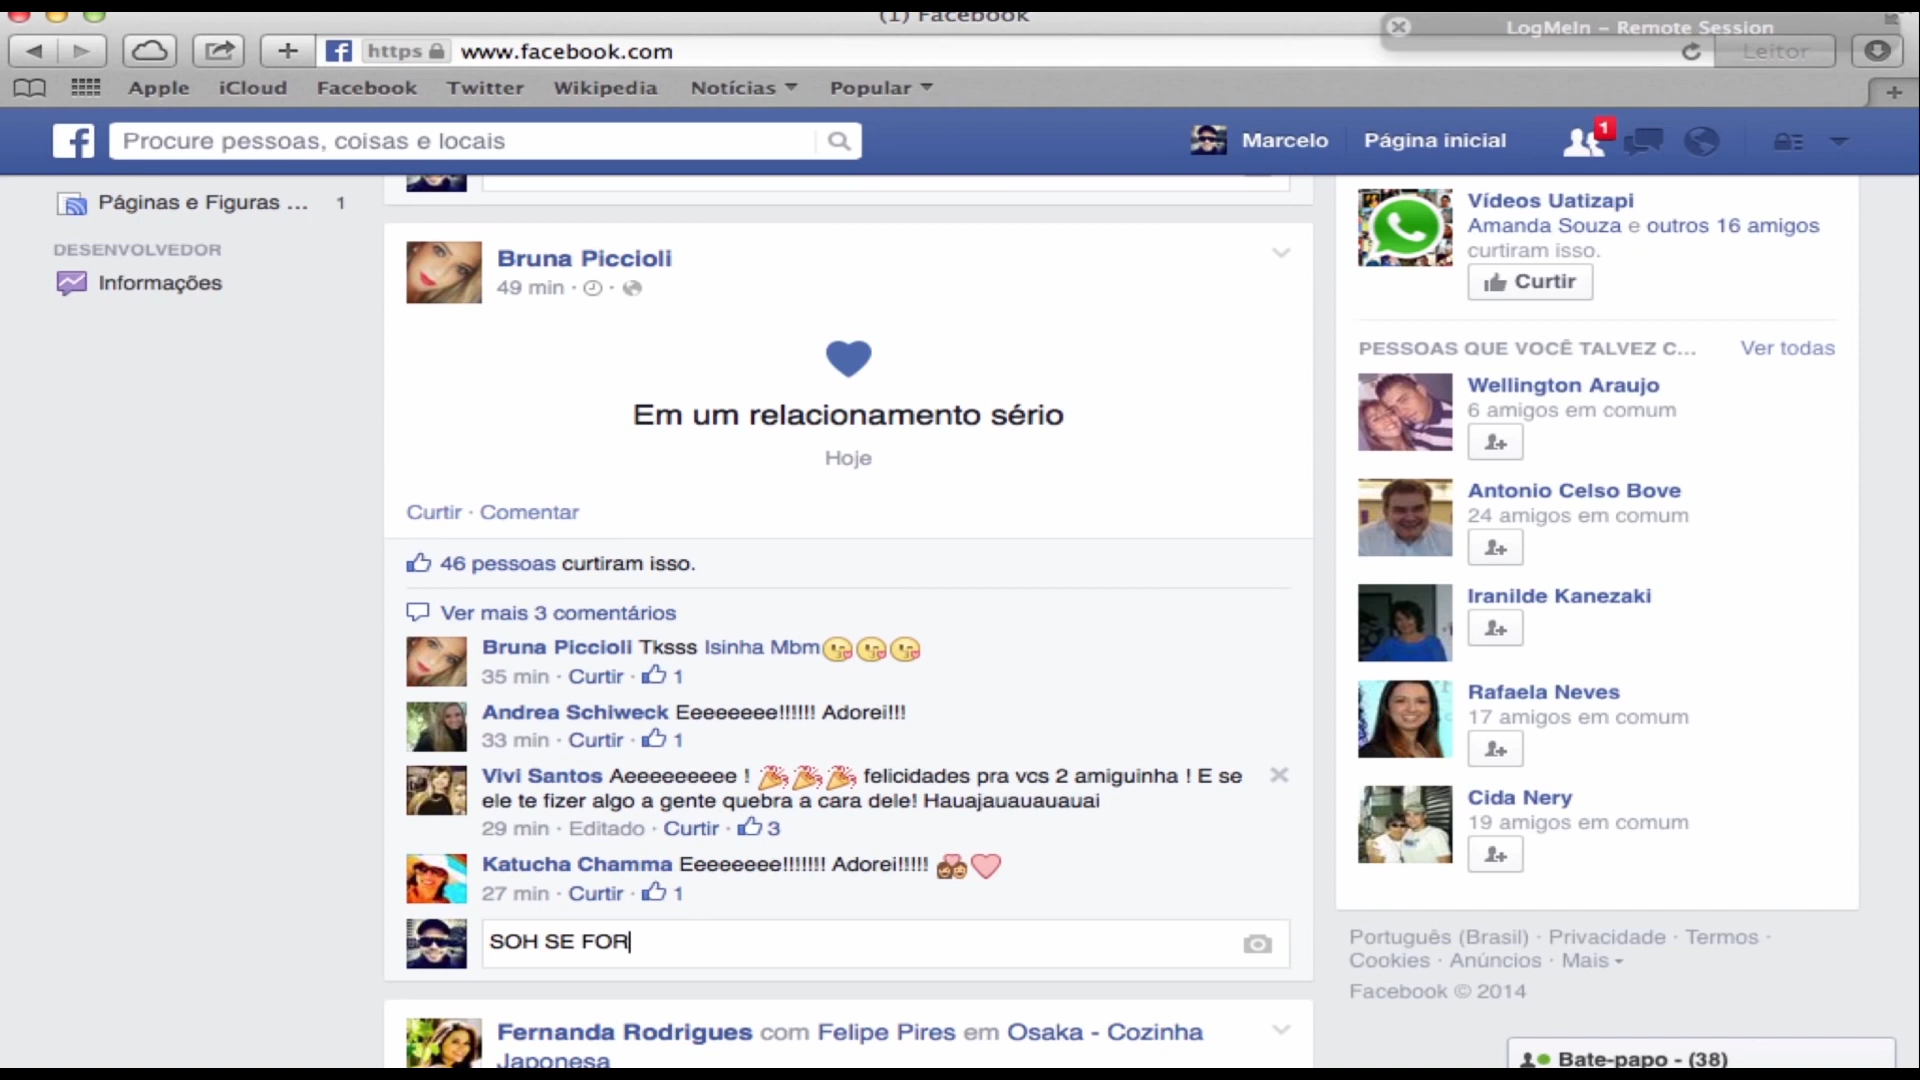 (1) Facebook
LogMeIn - Remote Session
https www.facebook.com
Leitor
Apple iCloud Facebook Twitter Wikipedia Notícias Popular
Procure pessoas, coisas e locais
Marcelo Página inicial 1
Páginas e Figuras ... 1
DESENVOLVEDOR
Informações
Bruna Piccioli
49 min
Em um relacionamento sério
Hoje
Curtir · Comentar
46 pessoas curtiram isso.
Ver mais 3 comentários
Bruna Piccioli Tksss Isinha Mbm
35 min · Curtir · 1
Andrea Schiweck Eeeeeeee!!!!!! Adorei!!!
33 min · Curtir · 1
Vivi Santos Aeeeeeeeee ! felicidades pra vcs 2 amiguinha ! E se
ele te fizer algo a gente quebra a cara dele! Hauajauauauauai
29 min · Editado · Curtir · 3
Katucha Chamma Eeeeeeee!!!!!!! Adorei!!!!!
27 min · Curtir · 1
SOH SE FOR
Fernanda Rodrigues com Felipe Pires em Osaka - Cozinha
Japonesa
Vídeos Uatizapi
Amanda Souza e outros 16 amigos
curtiram isso.
Curtir
PESSOAS QUE VOCÊ TALVEZ C... Ver todas
Wellington Araujo
6 amigos em comum
Antonio Celso Bove
24 amigos em comum
Iranilde Kanezaki
Rafaela Neves
17 amigos em comum
Cida Nery
19 amigos em comum
Português (Brasil) · Privacidade · Termos ·
Cookies · Anúncios · Mais
Facebook © 2014
Bate-papo - (38)